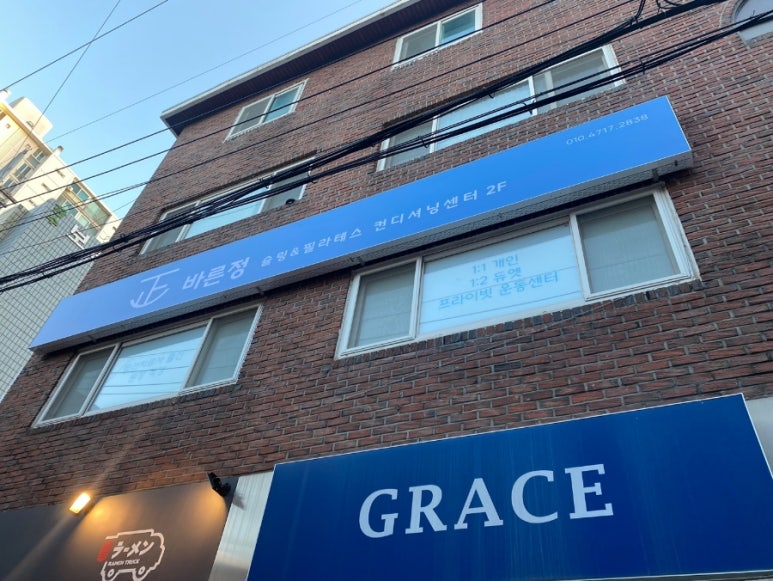 010.4717.2838
바른정 슬링&필라테스 컨디셔닝센터 2F
1:1 개인
1:2 듀엣
프라이빗 운동센터
GRACE
ラーメン
RAMEN TRUCK